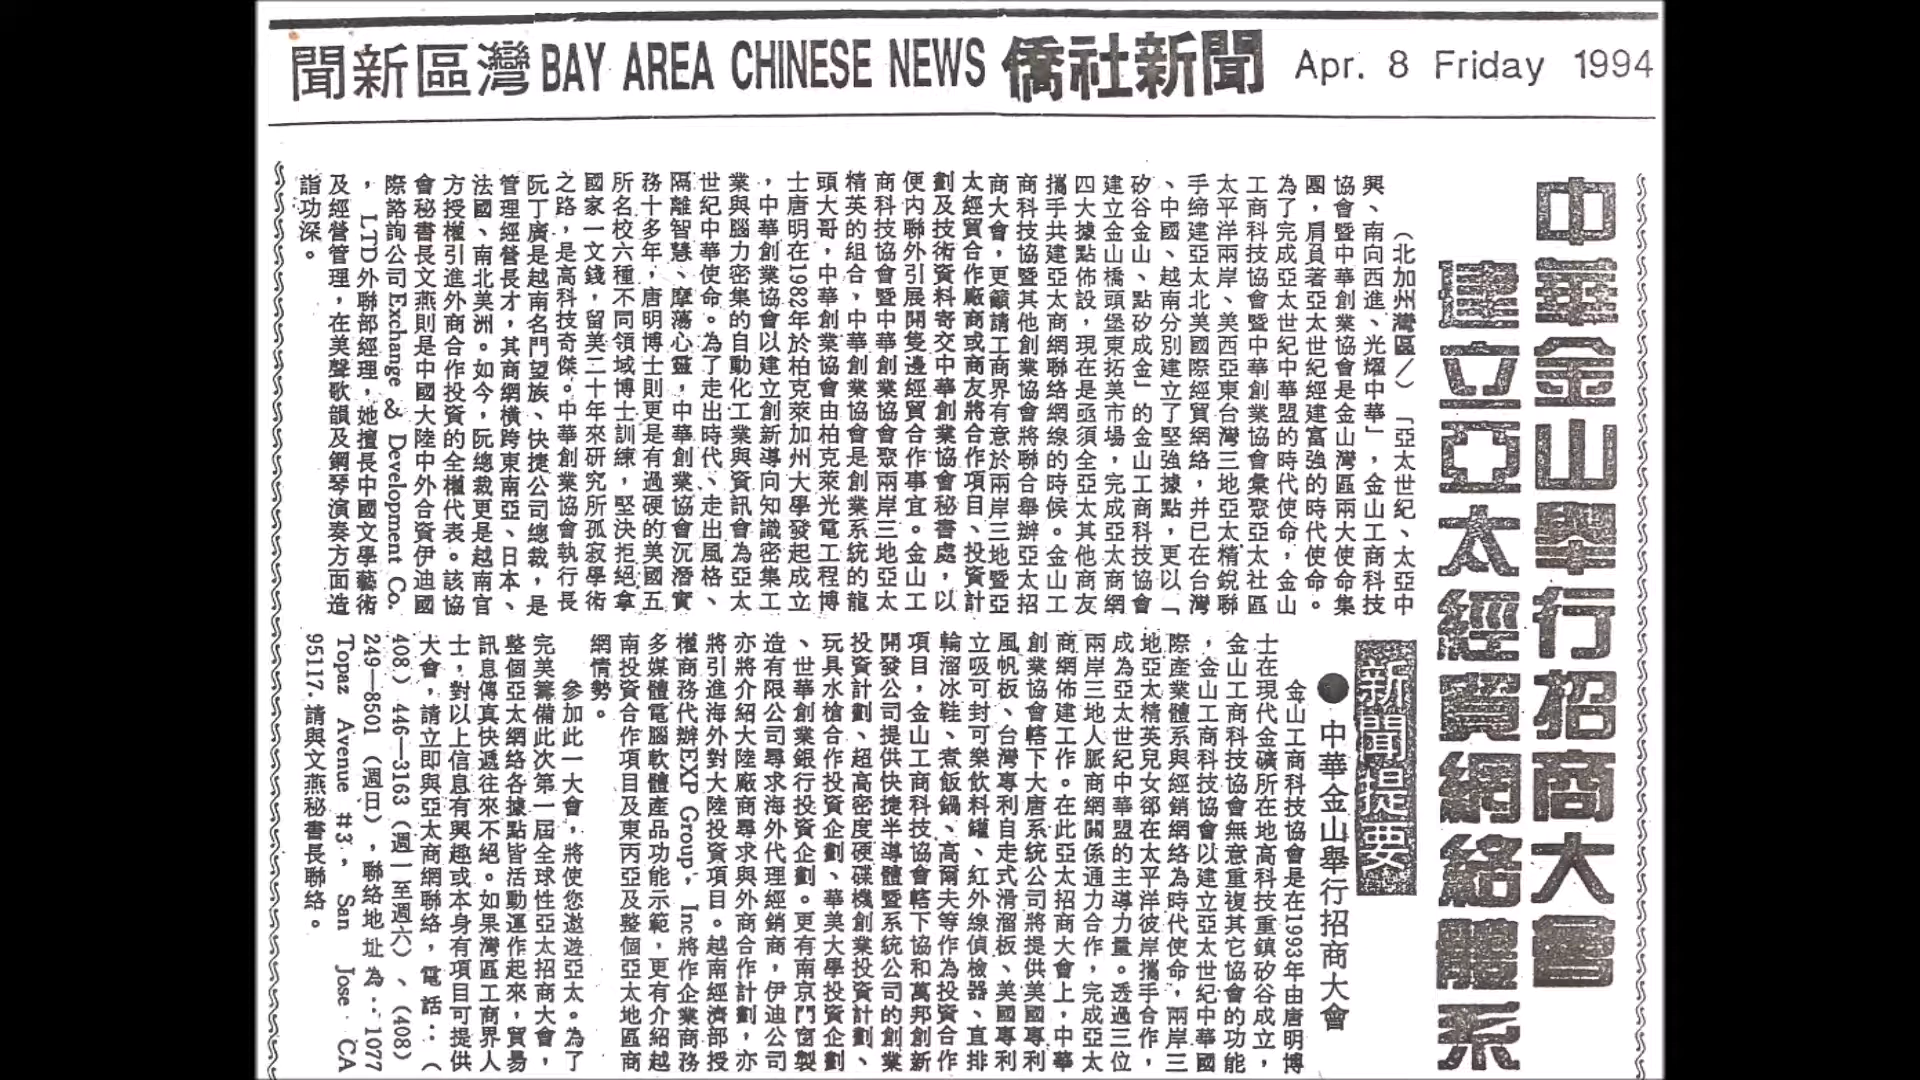 聞新區灣 BAY AREA CHINESE NEWS 僑社新聞 Apr. 8 Friday 1994
中華金山舉行招商大會
建立亞太經貿網絡體系
（北加州灣區／）「亞太世紀、太亞中
興、南向西進、光耀中華」，金山工商科技
協會暨中華創業協會是金山灣區兩大使命集
團，肩負著亞太世紀經建富強的時代使命。
為了完成亞太世紀中華盟的時代使命，金山
工商科技協會暨中華創業協會彙聚亞太社區
太平洋兩岸、美西亞東台灣三地亞太精銳聯
手締建亞太北美國際經貿網絡，并已在台灣
、中國、越南分別建立了堅強據點，更以「
矽谷金山、點矽成金」的金山工商科技協會
建立金山橋頭堡東拓美市場，完成亞太商網
四大據點佈設，現在是亟須全亞太其他商友
攜手共建亞太商網聯絡網線的時候。金山工
商科技協暨其他創業協會將聯合舉辦亞太招
商大會，更籲請工商界有意於兩岸三地暨亞
太經貿合作廠商或商友將合作項目、投資計
劃及技術資料寄交中華創業協會秘書處，以
便內聯外引展開雙邊經貿合作事宜。金山工
商科技協會暨中華創業協會聚兩岸三地亞太
精英的組合，中華創業協會是創業系統的龍
頭大哥，中華創業協會由柏克萊光電工程博
士唐明在1982年於柏克萊加州大學發起成立
，中華創業協會以建立創新導向知識密集工
業與腦力密集的自動化工業與資訊會為亞太
世紀中華使命。為了走出時代、走出風格、
隔離智慧、摩蕩心靈，中華創業協會沉潛實
務十多年，唐明博士則更是有過硬的美國五
所名校六種不同領域博士訓練，堅決拒絕拿
國家一文錢，留美二十年來研究所孤寂學術
之路，是高科技奇傑。中華創業協會執行長
阮丁廣是越南名門望族、快捷公司總裁，是
管理經營長才，其商網橫跨東南亞、日本、
法國、南北美洲。如今，阮總裁更是越南官
方授權引進外商合作投資的全權代表。該協
會秘書長文燕則是中國大陸中外合資伊迪國
際諮詢公司Exchange & Development Co.
，LTD外聯部經理，她擅長中國文學藝術
及經營管理，在美聲歌韻及鋼琴演奏方面造
詣功深。
新聞提要
●中華金山舉行招商大會
金山工商科技協會是在1993年由唐明博
士在現代金礦所在地高科技重鎮矽谷成立，
金山工商科技協會無意重複其它協會的功能
，金山工商科技協會以建立亞太世紀中華國
際產業體系與經銷網絡為時代使命，兩岸三
地亞太精英兒女郤在太平洋彼岸攜手合作，
成為亞太世紀中華盟的主導力量。透過三位
兩岸三地人脈商網關係通力合作，完成亞太
商網佈建工作。在此亞太招商大會上，中華
創業協會轄下大唐系統公司將提供美國專利
風帆板、台灣專利自走式滑溜板、美國專利
立吸可封可樂飲料罐、紅外線偵檢器、直排
輪溜冰鞋、煮飯鍋、高爾夫等作為投資合作
項目，金山工商科技協會轄下協和萬邦創新
開發公司提供快捷半導體暨系統公司的創業
投資計劃、超高密度硬碟機創業投資計劃、
玩具水槍合作投資企劃、華美大學投資企劃
、世華創業銀行投資企劃。更有南京門窗製
造有限公司尋求海外代理經銷商，伊迪公司
亦將介紹大陸廠商尋求與外商合作計劃，亦
將引進海外對大陸投資項目。越南經濟部授
權商務代辦EXP Group, Inc將作企業商務
多媒體電腦軟體產品功能示範，更有介紹越
南投資合作項目及東丙亞及整個亞太地區商
網情勢。
參加此一大會，將使您遨遊亞太。為了
完美籌備此次第一屆全球性亞太招商大會，
整個亞太網絡各據點皆活動運作起來，貿易
訊息傳真快遞往來不絕。如果灣區工商界人
士，對以上信息有興趣或本身有項目可提供
大會，請立即與亞太商網聯絡，電話：（
408.）446—3163（週一至週六）、(408)
249—8501（週日），聯絡地址為：1077
Topaz Avenue #3, San Jose CA
95117.請與文燕秘書長聯絡。